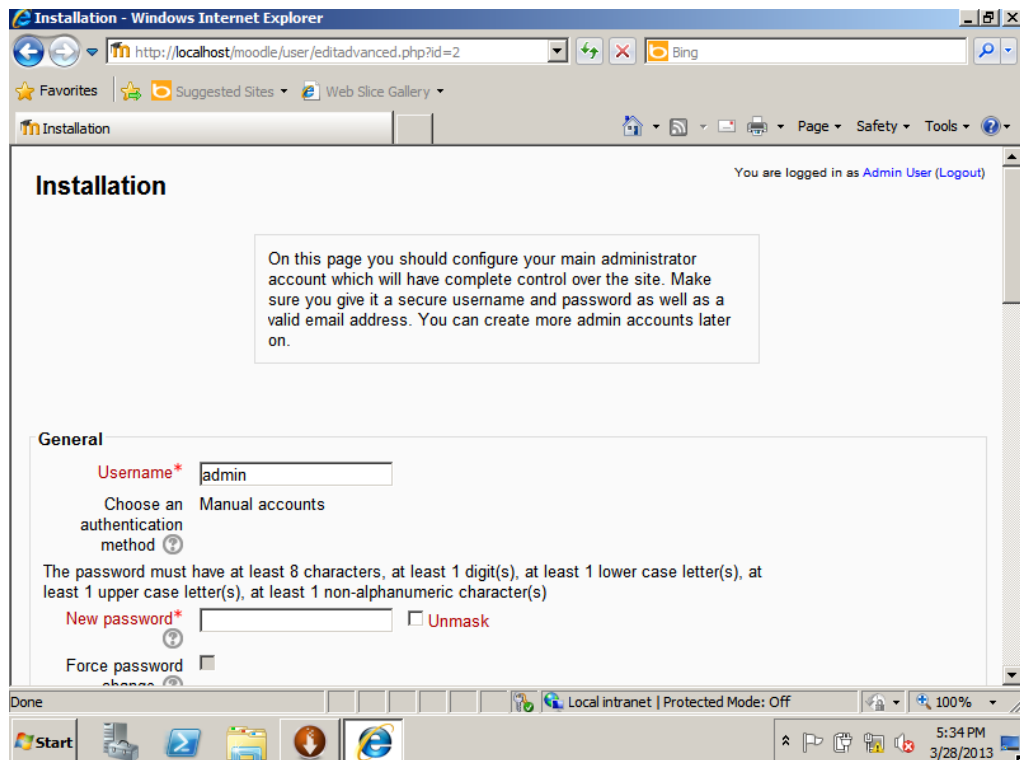 Installation - Windows Internet Explorer
http://localhost/moodle/user/editadvanced.php?id=2
Bing
Favorites
Suggested Sites
Web Slice Gallery
Installation
Page
Safety
Tools
Installation
You are logged in as Admin User (Logout)
On this page you should configure your main administrator
account which will have complete control over the site. Make
sure you give it a secure username and password as well as a
valid email address. You can create more admin accounts later
on.
General
Username*
admin
Choose an
authentication
method
Manual accounts
The password must have at least 8 characters, at least 1 digit(s), at least 1 lower case letter(s), at
least 1 upper case letter(s), at least 1 non-alphanumeric character(s)
New password*
Unmask
Force password
change
Done
Local intranet | Protected Mode: Off
100%
Start
5:34 PM
3/28/2013